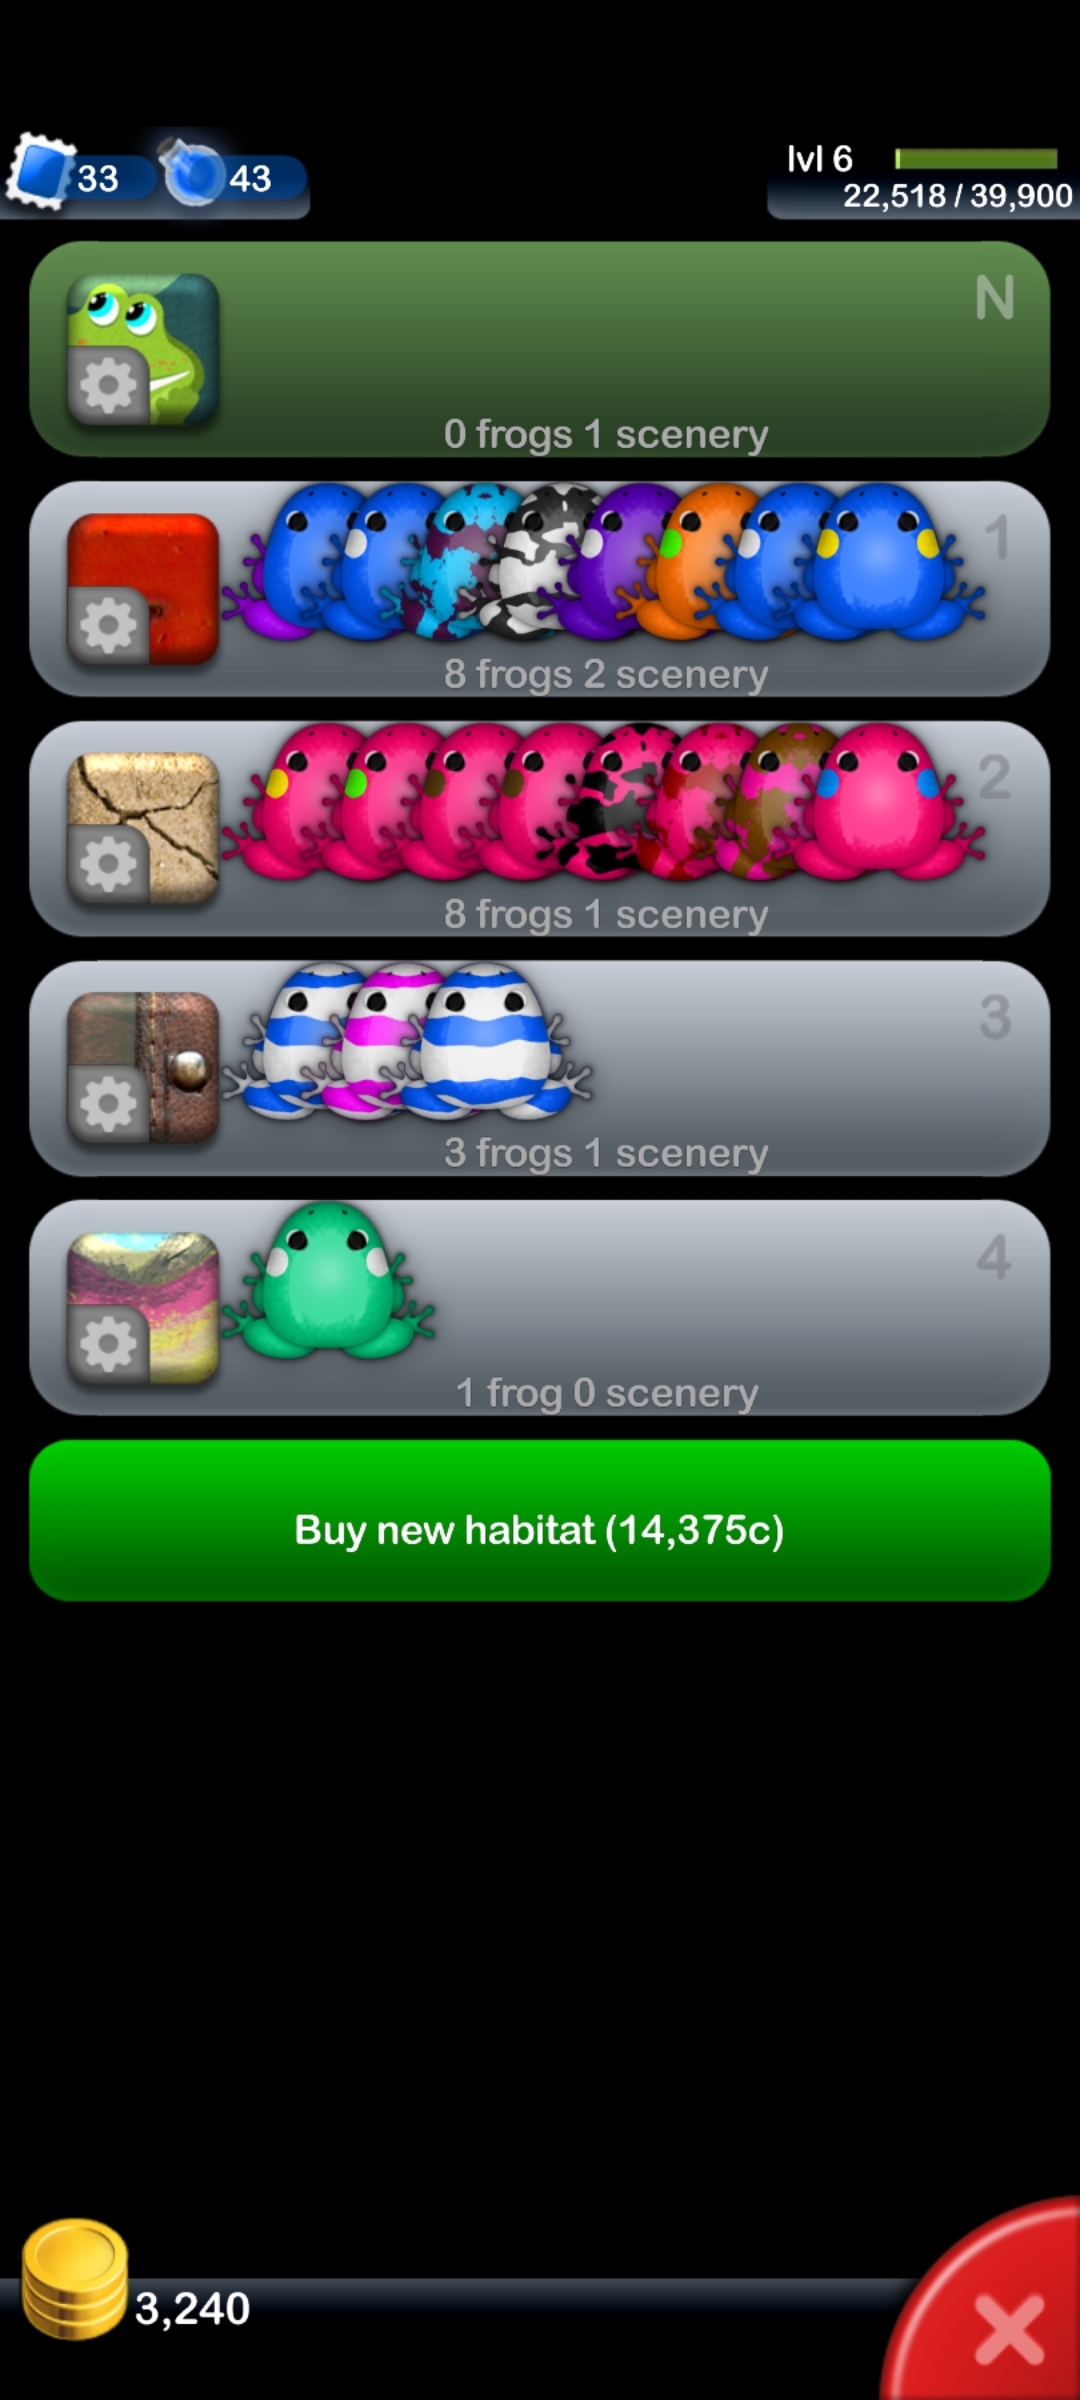 33
43
lvl 6
22,518 / 39,900
N
0 frogs 1 scenery
1
8 frogs 2 scenery
2
8 frogs 1 scenery
3
3 frogs 1 scenery
4
1 frog 0 scenery
Buy new habitat (14,375c)
3,240